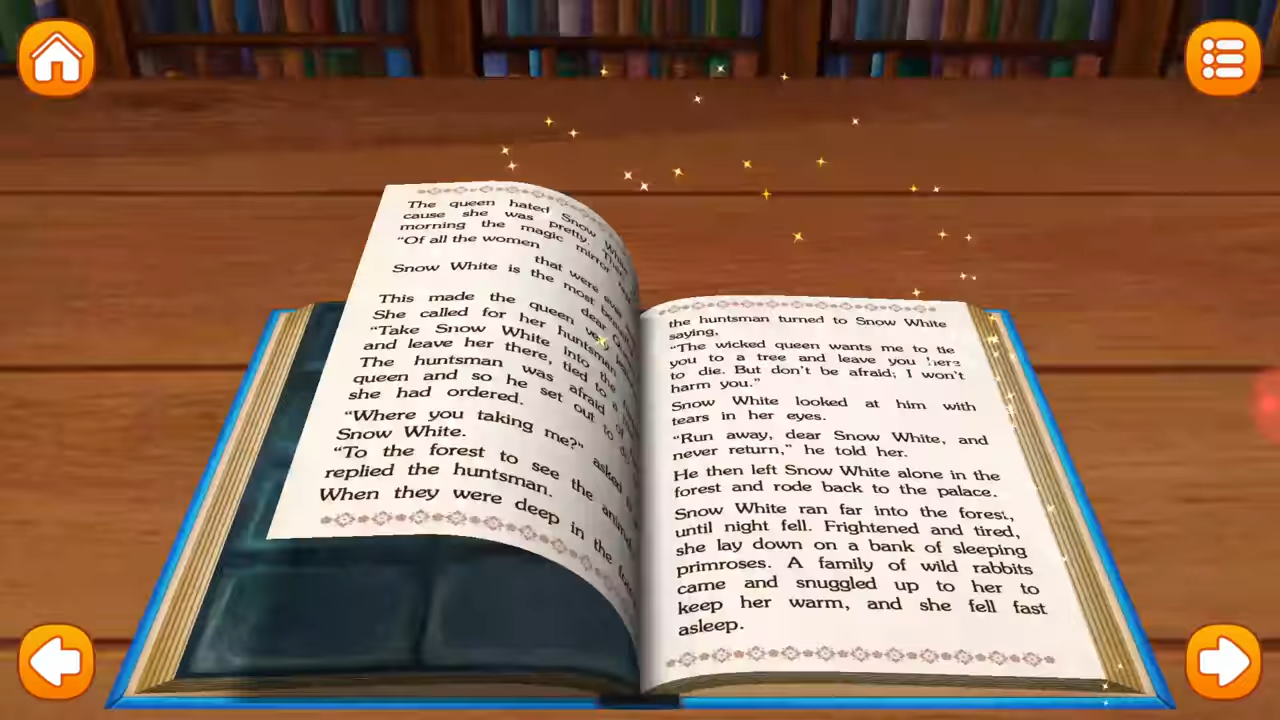 The queen hated Snow White
cause she was pretty.
morning the magic mirror
"Of all the women
that were
Snow White is the most
This made the queen very
She called for her huntsman
"Take Snow White into the
and leave her there, tied to a
The huntsman was afraid of
queen and so he set out to do
she had ordered.
"Where you taking me?" asked
Snow White.
"To the forest to see the
replied the huntsman.
When they were deep in the
the huntsman turned to Snow White
saying,
"The wicked queen wants me to tie
you to a tree and leave you here
to die. But don't be afraid; I won't
harm you."
Snow White looked at him with
tears in her eyes.
"Run away, dear Snow White, and
never return," he told her.
He then left Snow White alone in the
forest and rode back to the palace.
Snow White ran far into the forest,
until night fell. Frightened and tired,
she lay down on a bank of sleeping
primroses. A family of wild rabbits
came and snuggled up to her to
keep her warm, and she fell fast
asleep.